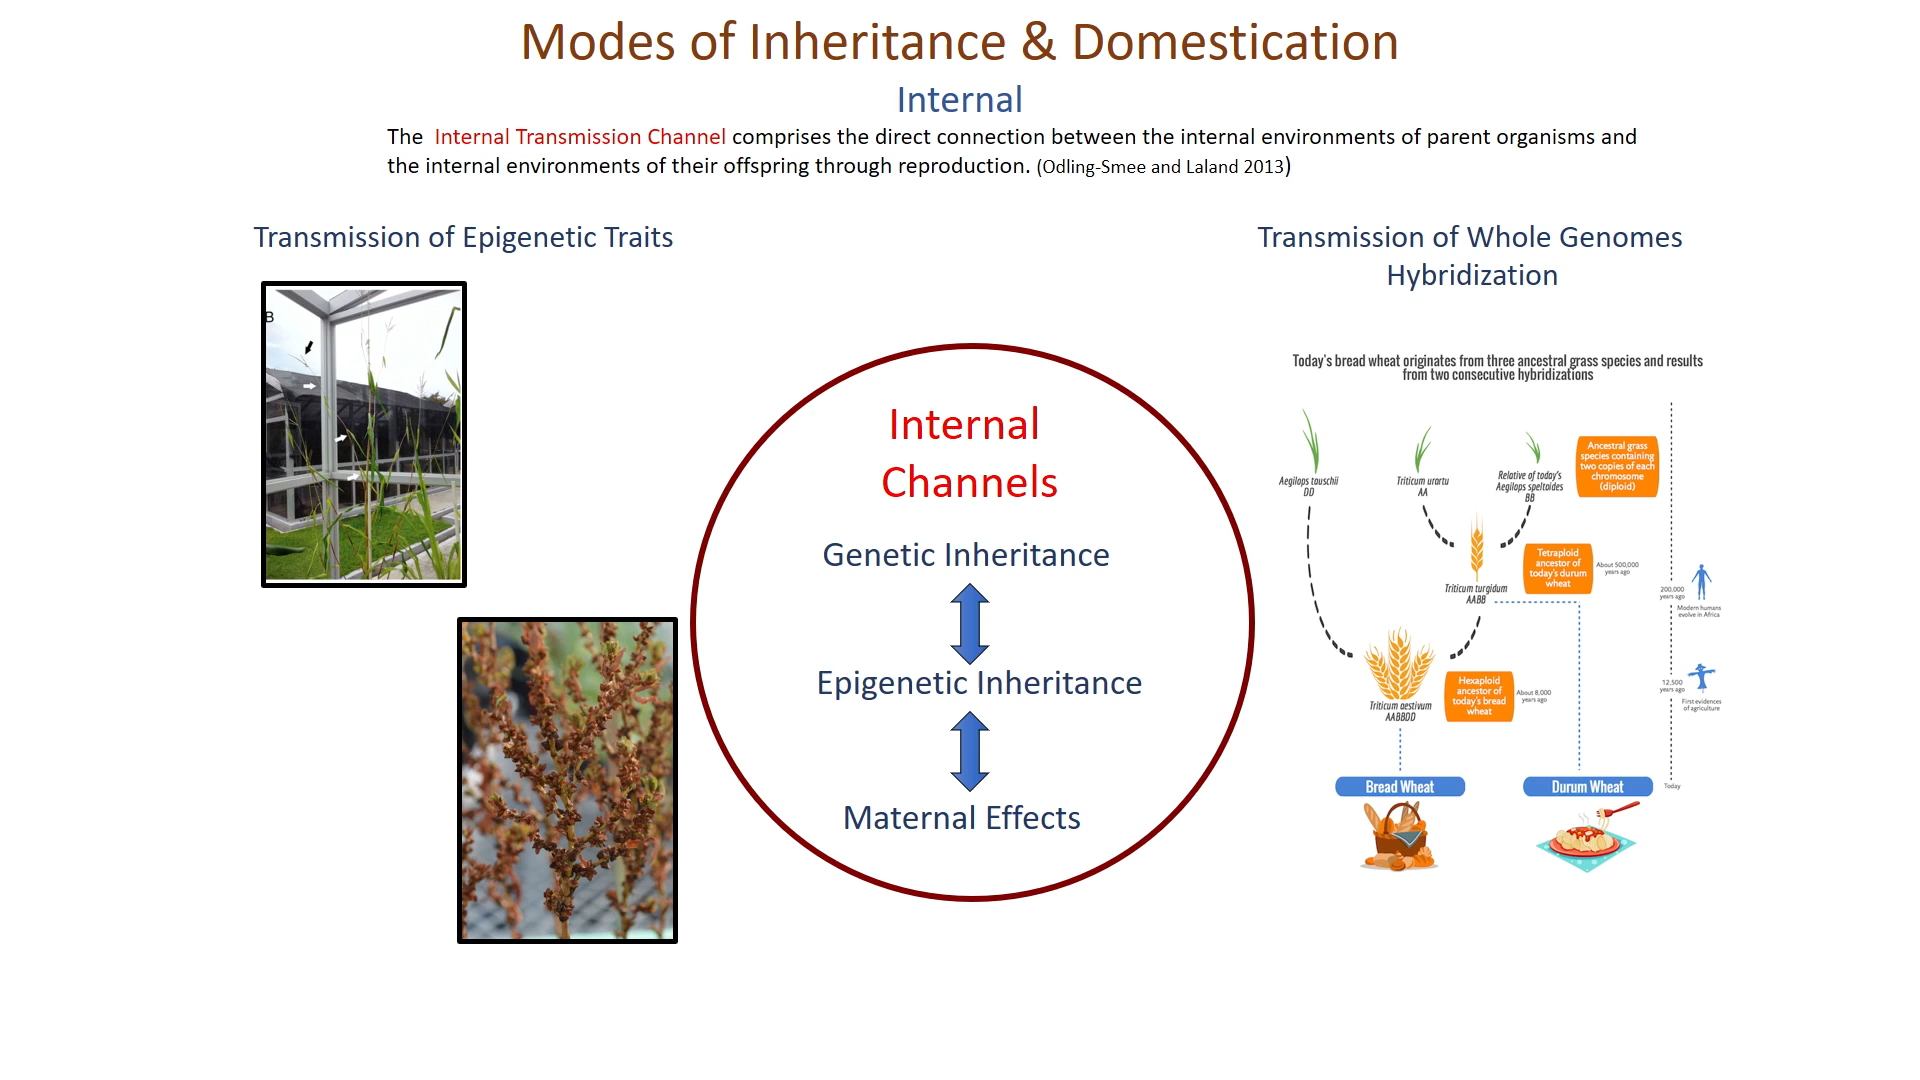 Modes of Inheritance & Domestication
Internal
The Internal Transmission Channel comprises the direct connection between the internal environments of parent organisms and
the internal environments of their offspring through reproduction. (Odling-Smee and Laland 2013)
Transmission of Epigenetic Traits
B
Internal
Channels
Genetic Inheritance
Epigenetic Inheritance
Maternal Effects
Transmission of Whole Genomes
Hybridization
Today's bread wheat originates from three ancestral grass species and results
from two consecutive hybridizations
Aegilops tauschii
DD
Triticum urartu
AA
Relative of today's
Aegilops speltoides
BB
Ancestral grass
species containing
two copies of each
chromosome
(diploid)
Triticum turgidum
AABB
Tetraploid
ancestor of
today's durum
wheat
About 500,000
years ago
200,000
years ago
Modern humans
evolve in Africa
Triticum aestivum
AABBDD
Hexaploid
ancestor of
today's bread
wheat
About 8,000
years ago
12,500
years ago
First evidences
of agriculture
Bread Wheat
Durum Wheat
Today